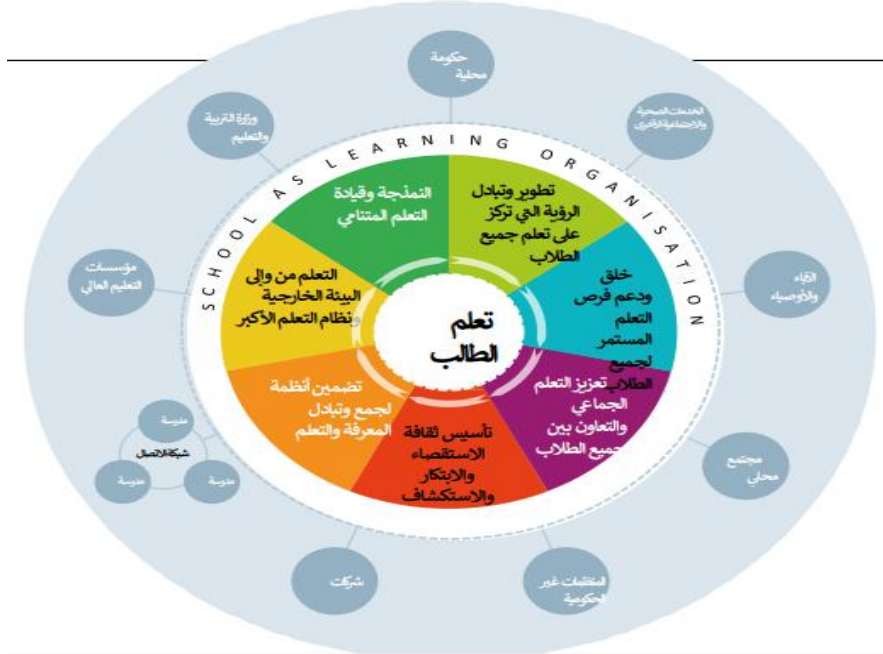 حكومة
محلية
الخدمات الصحية
والاجتماعية الأخرى
الآباء
والأوصياء
مجتمع
محلي
المنظمات غير
الحكومية
شركات
مدرسة
شبكة الاتصال
مدرسة
مدرسة
مؤسسات
التعليم العالي
وزارة التربية
والتعليم
SCHOOL AS LEARNING ORGANISATION
تطوير وتبادل
الرؤية التي تركز
على تعلم جميع
الطلاب
خلق
ودعم فرص
التعلم
المستمر
لجميع
الطلاب
تعزيز التعلم
الجماعي
والتعاون بين
جميع الطلاب
تأسيس ثقافة
الاستقصاء
والابتكار
والاستكشاف
تضمين أنظمة
لجمع وتبادل
المعرفة والتعلم
التعلم من وإلى
البيئة الخارجية
ونظام التعلم الأكبر
النمذجة وقيادة
التعلم المتنامي
تعلم
الطالب